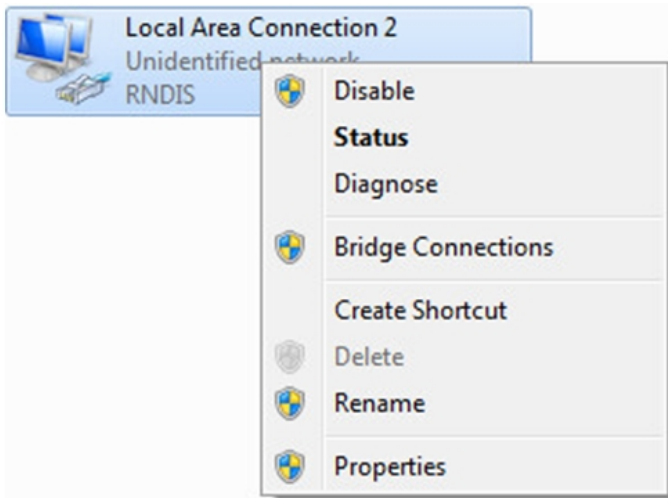 Local Area Connection 2
Unidentified network
RNDIS
Disable
Status
Diagnose
Bridge Connections
Create Shortcut
Delete
Rename
Properties